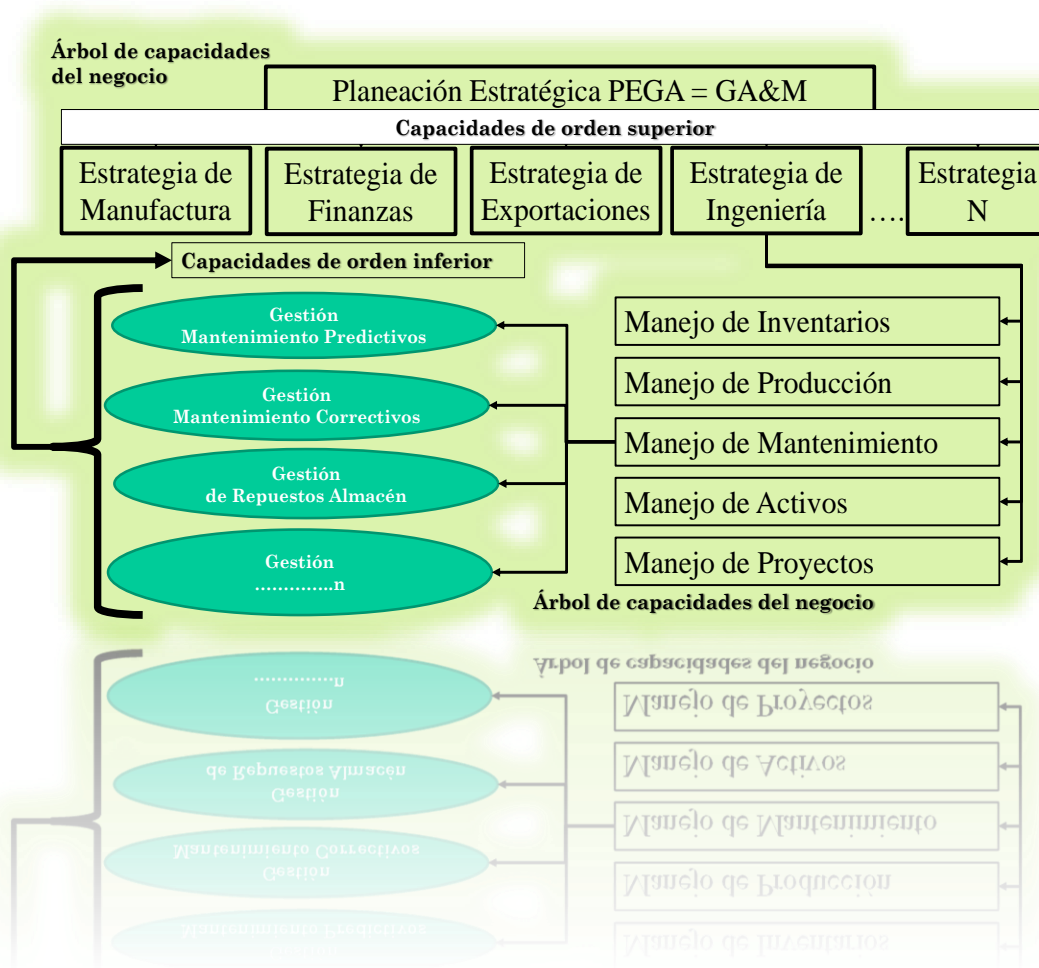 Árbol de capacidades
del negocio
Planeación Estratégica PEGA = GA&M
Capacidades de orden superior
Estrategia de
Manufactura
Estrategia de
Finanzas
Estrategia de
Exportaciones
Estrategia de
Ingeniería
….
Estrategia
N
Capacidades de orden inferior
Gestión
Mantenimiento Predictivos
Gestión
Mantenimiento Correctivos
Gestión
de Repuestos Almacén
Gestión
…………..n
Manejo de Inventarios
Manejo de Producción
Manejo de Mantenimiento
Manejo de Activos
Manejo de Proyectos
Árbol de capacidades del negocio